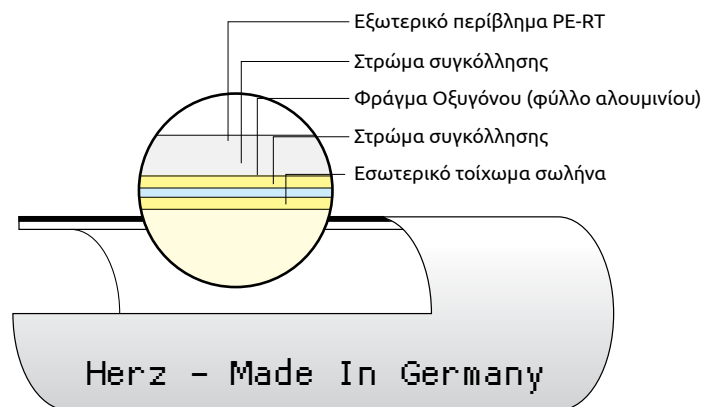 Εξωτερικό περίβλημα PE-RT
Στρώμα συγκόλλησης
Φράγμα Οξυγόνου (φύλλο αλουμινίου)
Στρώμα συγκόλλησης
Εσωτερικό τοίχωμα σωλήνα
Herz - Made In Germany